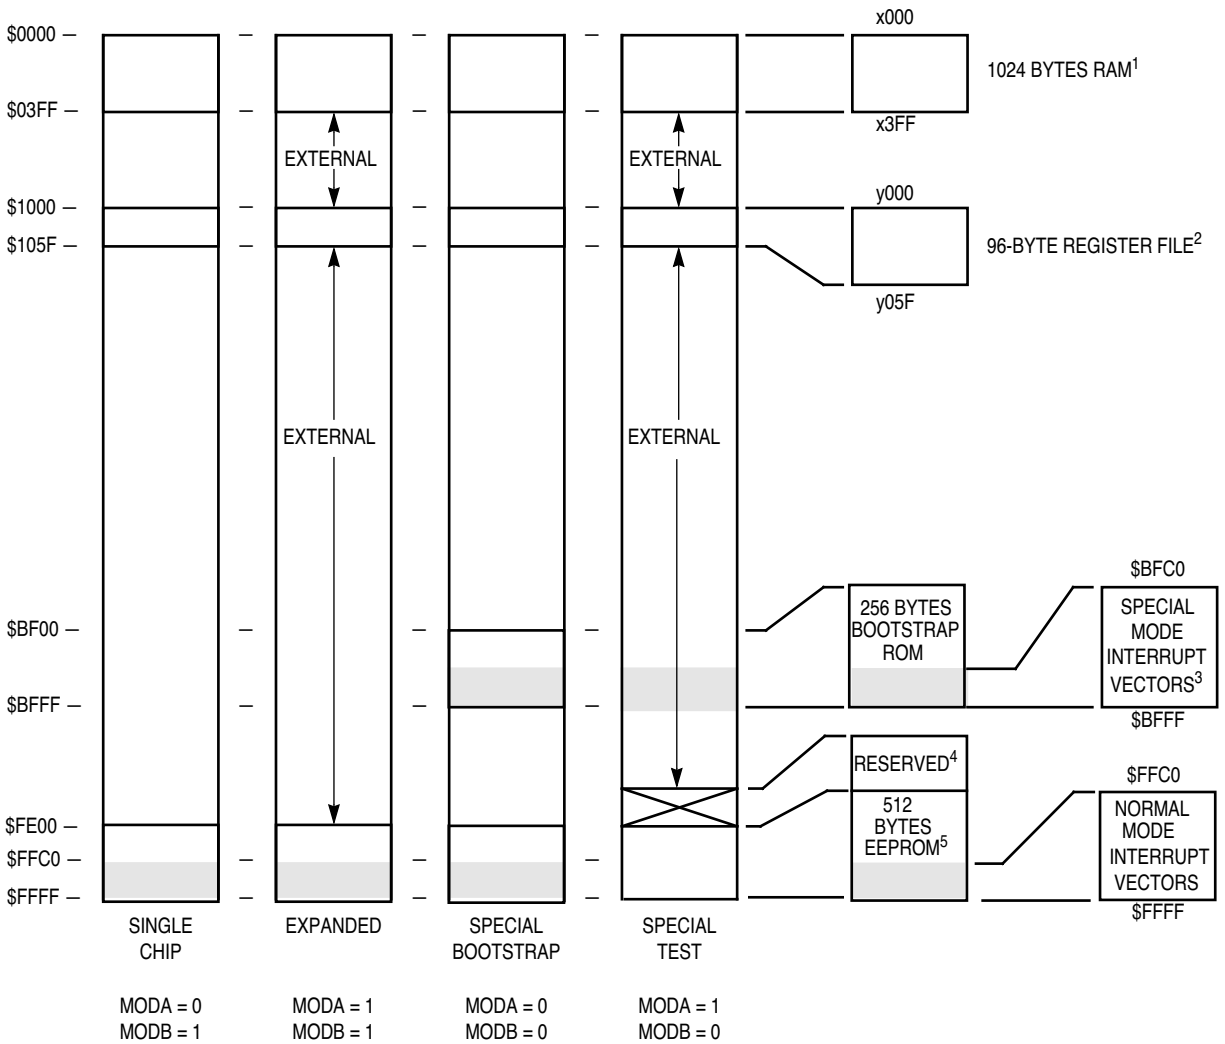 $0000
$03FF
$1000
$105F
$BF00
$BFFF
$FE00
$FFC0
$FFFF
EXTERNAL
EXTERNAL
EXTERNAL
EXTERNAL
x000
1024 BYTES RAM1
x3FF
y000
96-BYTE REGISTER FILE2
y05F
256 BYTES
BOOTSTRAP
ROM
$BFC0
SPECIAL
MODE
INTERRUPT
VECTORS3
$BFFF
RESERVED4
512
BYTES
EEPROM5
$FFC0
NORMAL
MODE
INTERRUPT
VECTORS
$FFFF
SINGLE
CHIP
MODA = 0
MODB = 1
EXPANDED
MODA = 1
MODB = 1
SPECIAL
BOOTSTRAP
MODA = 0
MODB = 0
SPECIAL
TEST
MODA = 1
MODB = 0